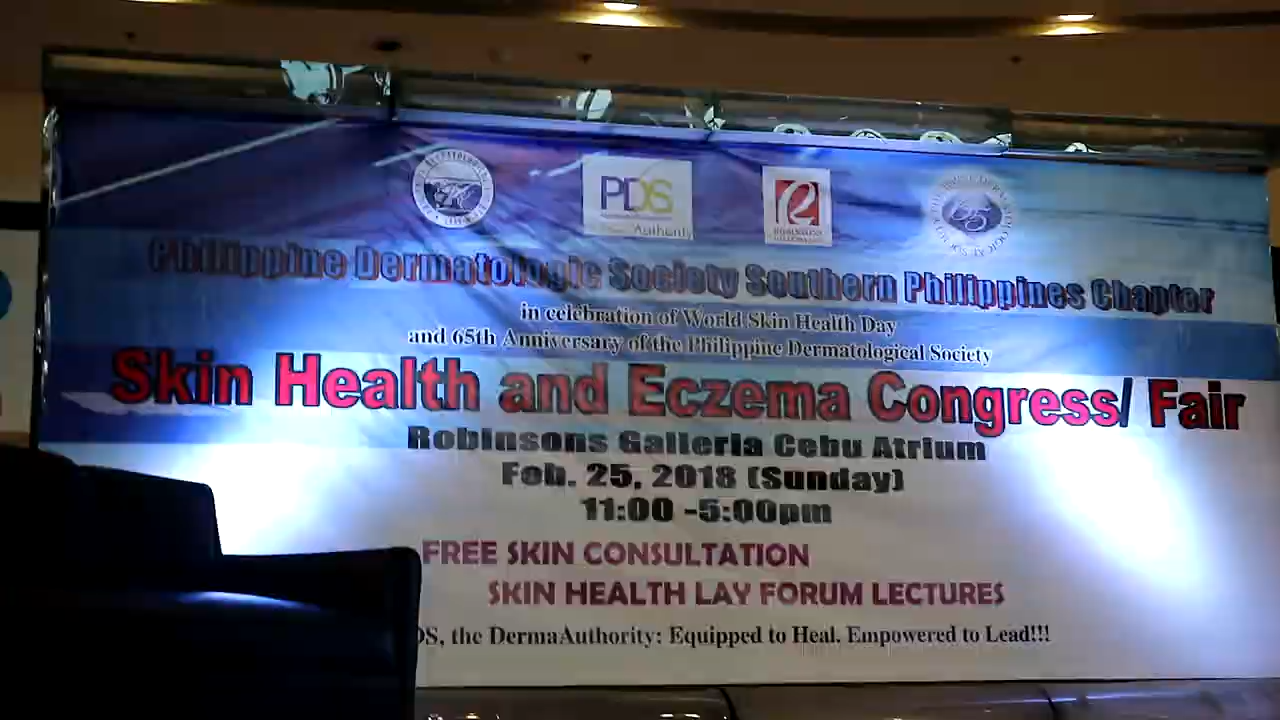 PDS
Authority
65
Philippine Dermatologic Society Southern Philippines Chapter
in celebration of World Skin Health Day
and 65th Anniversary of the Philippine Dermatological Society
Skin Health and Eczema Congress/ Fair
Robinsons Galleria Cebu Atrium
Feb. 25, 2018 (Sunday)
11:00 -5:00pm
FREE SKIN CONSULTATION
SKIN HEALTH LAY FORUM LECTURES
the DermaAuthority: Equipped to Heal. Empowered to Lead!!!